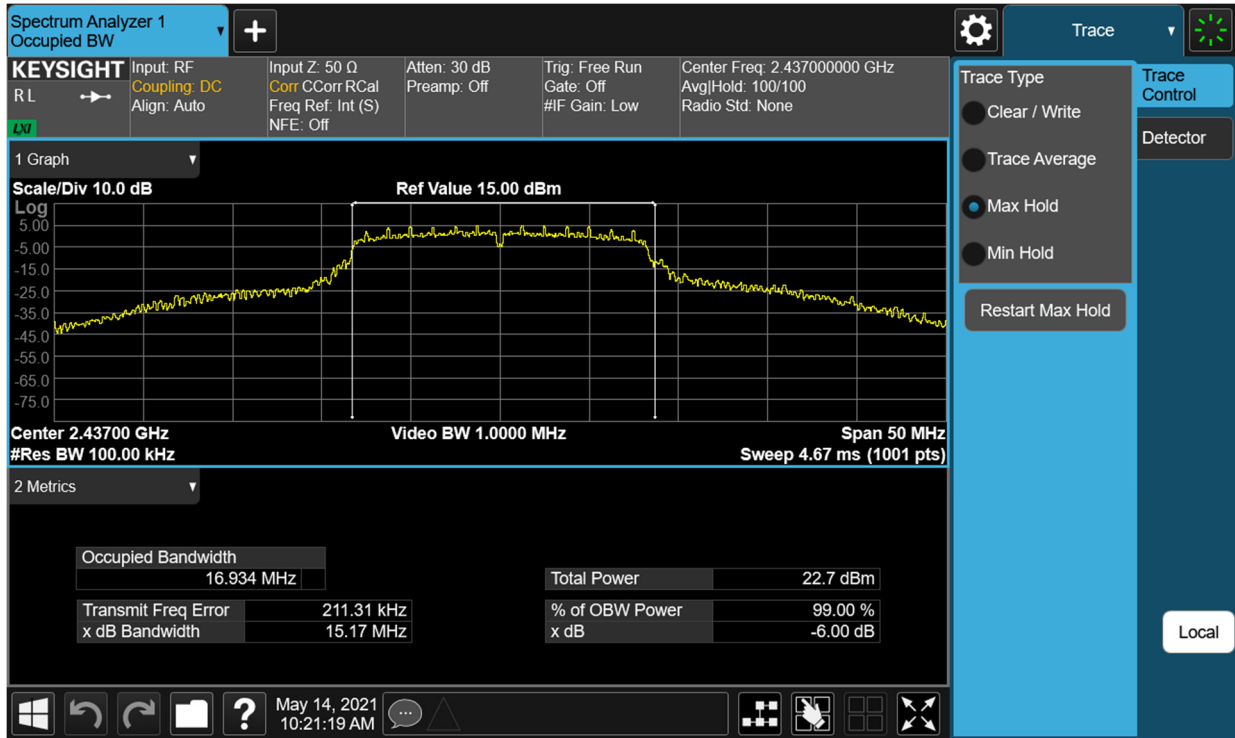 Spectrum Analyzer 1
Occupied BW
Trace
KEYSIGHT
R L
LXI
Input: RF
Coupling: DC
Align: Auto
Input Z: 50 Ω
Corr CCorr RCal
Freq Ref: Int (S)
NFE: Off
Atten: 30 dB
Preamp: Off
Trig: Free Run
Gate: Off
#IF Gain: Low
Center Freq: 2.437000000 GHz
Avg|Hold: 100/100
Radio Std: None
Trace Type
Clear / Write
Trace Average
Max Hold
Min Hold
Restart Max Hold
Trace
Control
Detector
1 Graph
Scale/Div 10.0 dB
Ref Value 15.00 dBm
Log
5.00
-5.00
-15.0
-25.0
-35.0
-45.0
-55.0
-65.0
-75.0
Center 2.43700 GHz
Video BW 1.0000 MHz
Span 50 MHz
#Res BW 100.00 kHz
Sweep 4.67 ms (1001 pts)
2 Metrics
Occupied Bandwidth
16.934 MHz
Total Power 22.7 dBm
Transmit Freq Error 211.31 kHz
% of OBW Power 99.00 %
x dB Bandwidth 15.17 MHz
x dB -6.00 dB
Local
?
May 14, 2021
10:21:19 AM